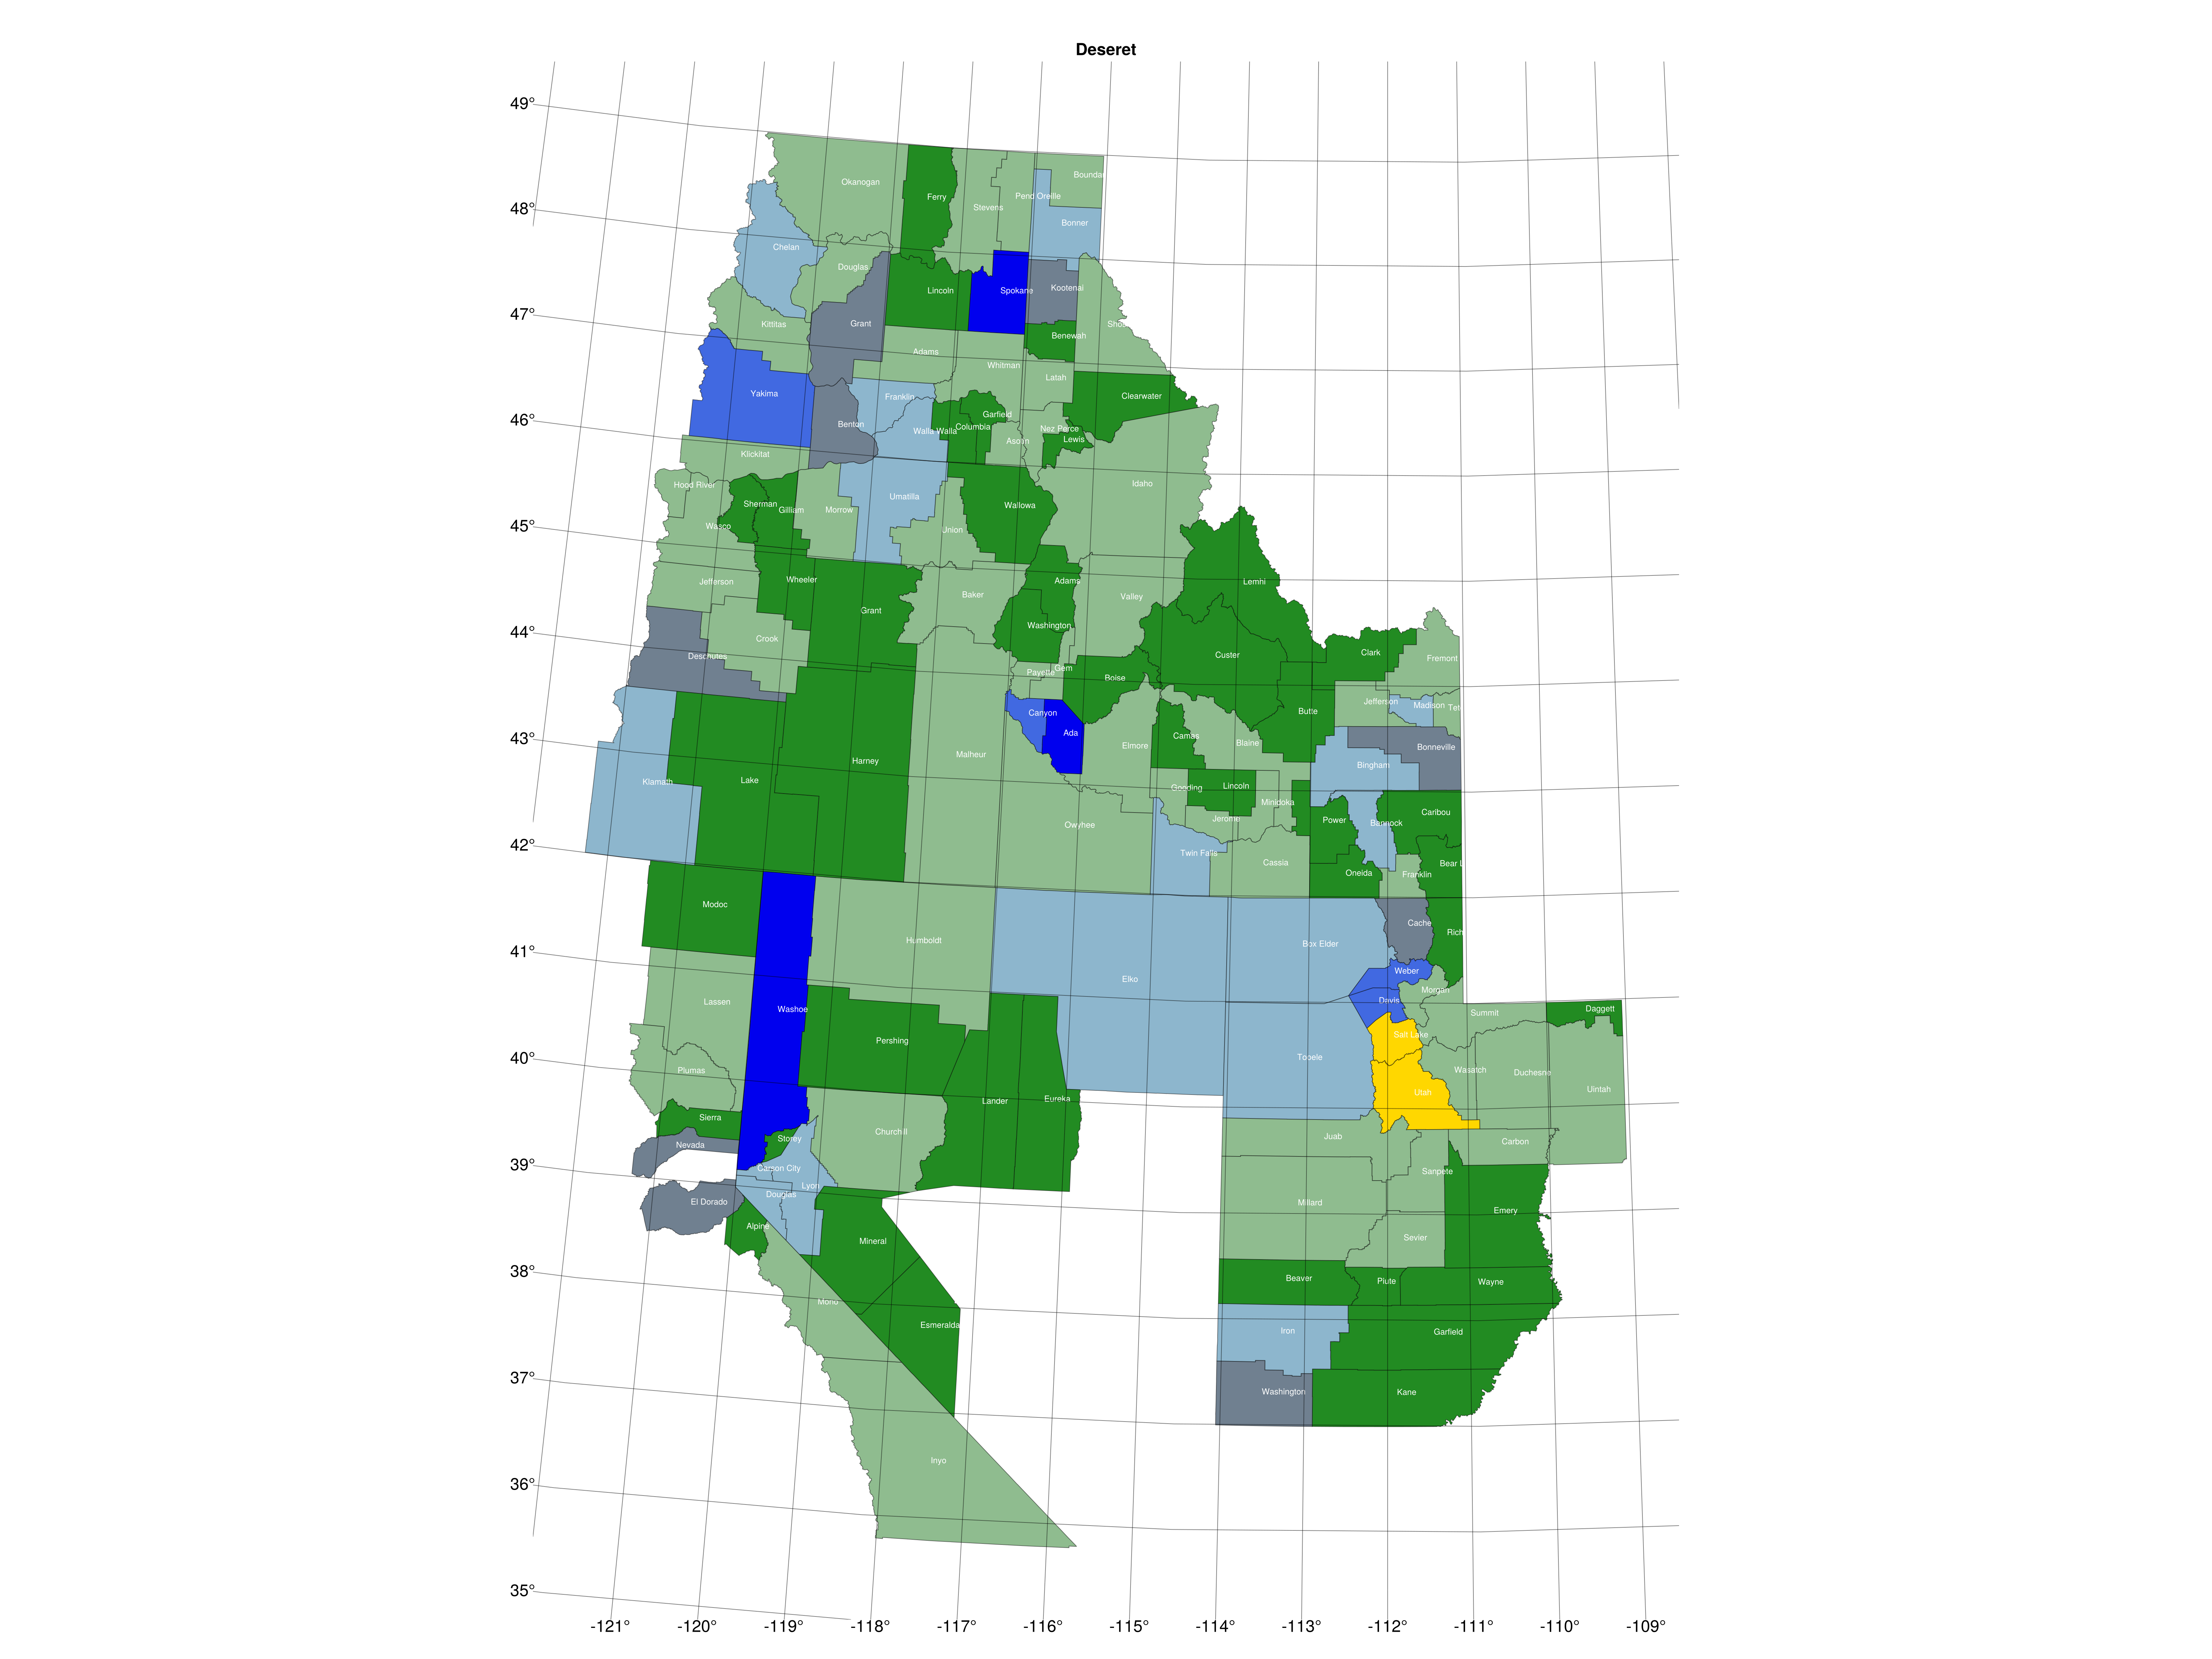 Deseret
49°
Okanogan
Ferry
Stevens
Pend Oreille
Boundar
48°
Bonner
Chelan
Douglas
Lincoln
Spokane
Kootenai
47°
Kittitas
Grant
Shos
Benewah
Adams
Whitman
Latah
Yakima
Franklin
Clearwater
46°
Benton
Walla Walla
Columbia
Garfield
Asotin
Nez Perce
Lewis
Klickitat
Idaho
Hood River
Sherman
Gilliam
Morrow
Umatilla
Wallowa
45°
Wasco
Union
Jefferson
Wheeler
Grant
Baker
Adams
Valley
Lemhi
44°
Crook
Washington
Deschutes
Custer
Clark
Fremont
Payette
Gem
Boise
Jefferson
Madison
Tet
Canyon
Butte
43°
Ada
Elmore
Camas
Blaine
Bonneville
Malheur
Harney
Bingham
Klamath
Lake
Gooding
Lincoln
Minidoka
Owyhee
Jerome
Power
Bannock
Caribou
42°
Twin Falls
Cassia
Oneida
Franklin
Bear L
Modoc
Humboldt
Cache
Rich
41°
Elko
Box Elder
Weber
Morgan
Lassen
Washoe
Davis
Summit
Daggett
Pershing
Salt Lake
40°
Plumas
Tooele
Wasatch
Duchesne
Uintah
Utah
Lander
Eureka
Sierra
Nevada
Storey
Churchill
Juab
Carbon
39°
Carson City
Sanpete
Lyon
El Dorado
Douglas
Millard
Emery
Alpine
Mineral
Sevier
38°
Mono
Beaver
Piute
Wayne
Esmeralda
Iron
Garfield
37°
Washington
Kane
Inyo
36°
35°
-121° -120° -119° -118° -117° -116° -115° -114° -113° -112° -111° -110° -109°